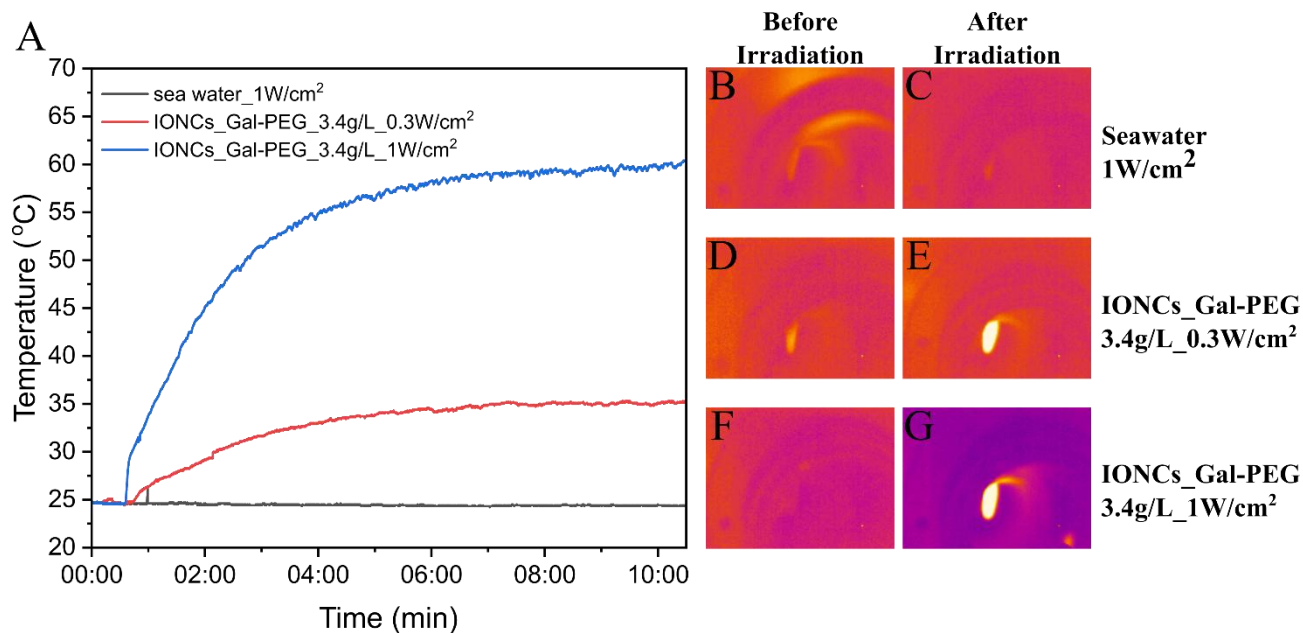 A
70
65
60
55
50
45
40
35
30
25
20
Temperature (°C)
sea water_1W/cm²
IONCs_Gal-PEG_3.4g/L_0.3W/cm²
IONCs_Gal-PEG_3.4g/L_1W/cm²
00:00 02:00 04:00 06:00 08:00 10:00
Time (min)
Before
Irradiation
After
Irradiation
B
C
Seawater
1W/cm²
D
E
IONCs_Gal-PEG
3.4g/L_0.3W/cm²
F
G
IONCs_Gal-PEG
3.4g/L_1W/cm²